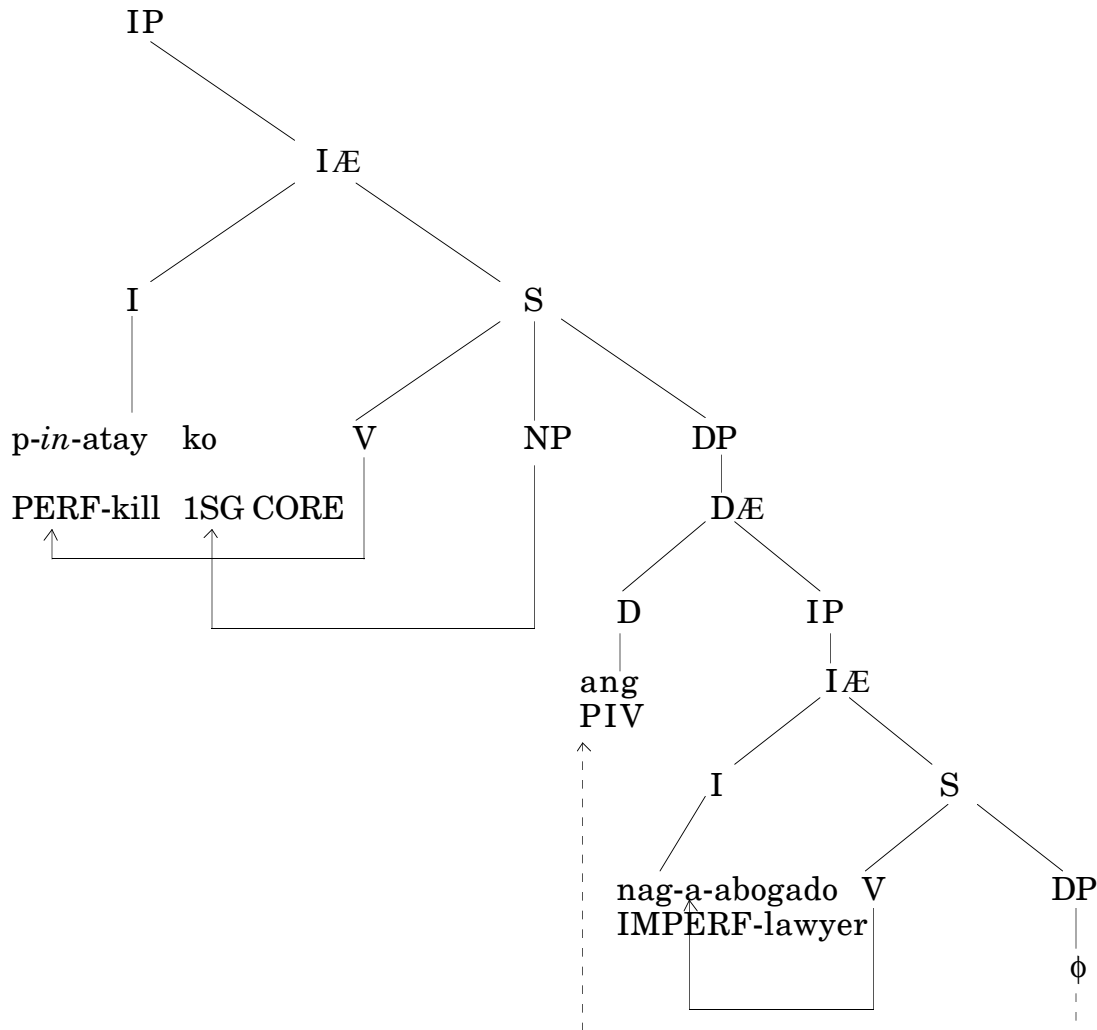 IP
IÆ
I S
p-in-atay ko V NP DP
PERF-kill 1SG CORE DÆ
D IP
ang IÆ
PIV
I S
nag-a-abogado V DP
IMPERF-lawyer
ϕ